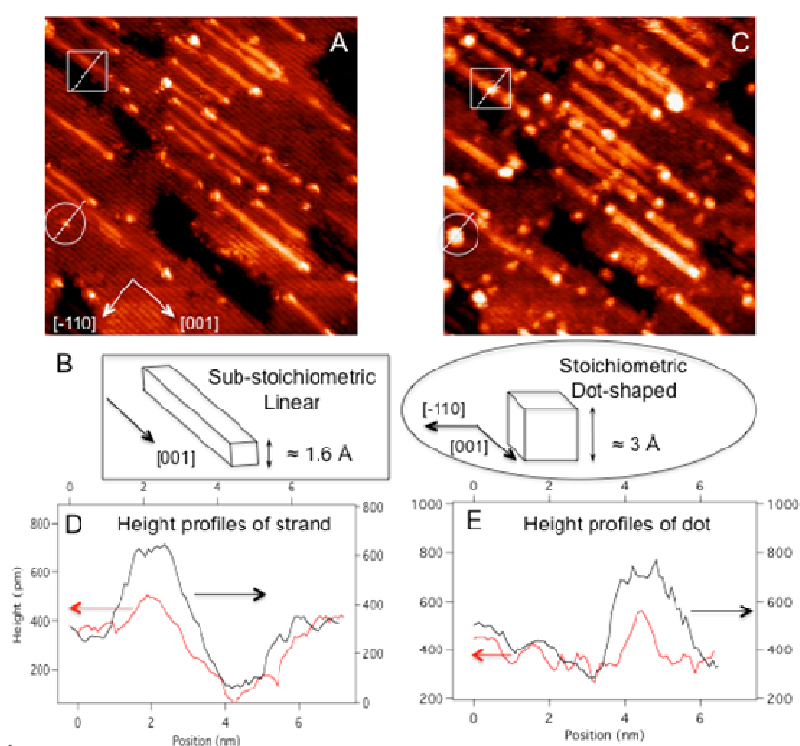 A
C
[-110]
[001]
B
Sub-stoichiometric
Linear
[001]
≈ 1.6 Å
Stoichiometric
Dot-shaped
[-110]
[001]
≈ 3 Å
0 2 4 6
0 2 4 6
D
Height profiles of strand
800
600
400
200
800
600
400
200
0
Height (pm)
0 2 4 6
Position (nm)
E
Height profiles of dot
1000
800
600
400
200
1000
800
600
400
200
0 2 4 6
Position (nm)